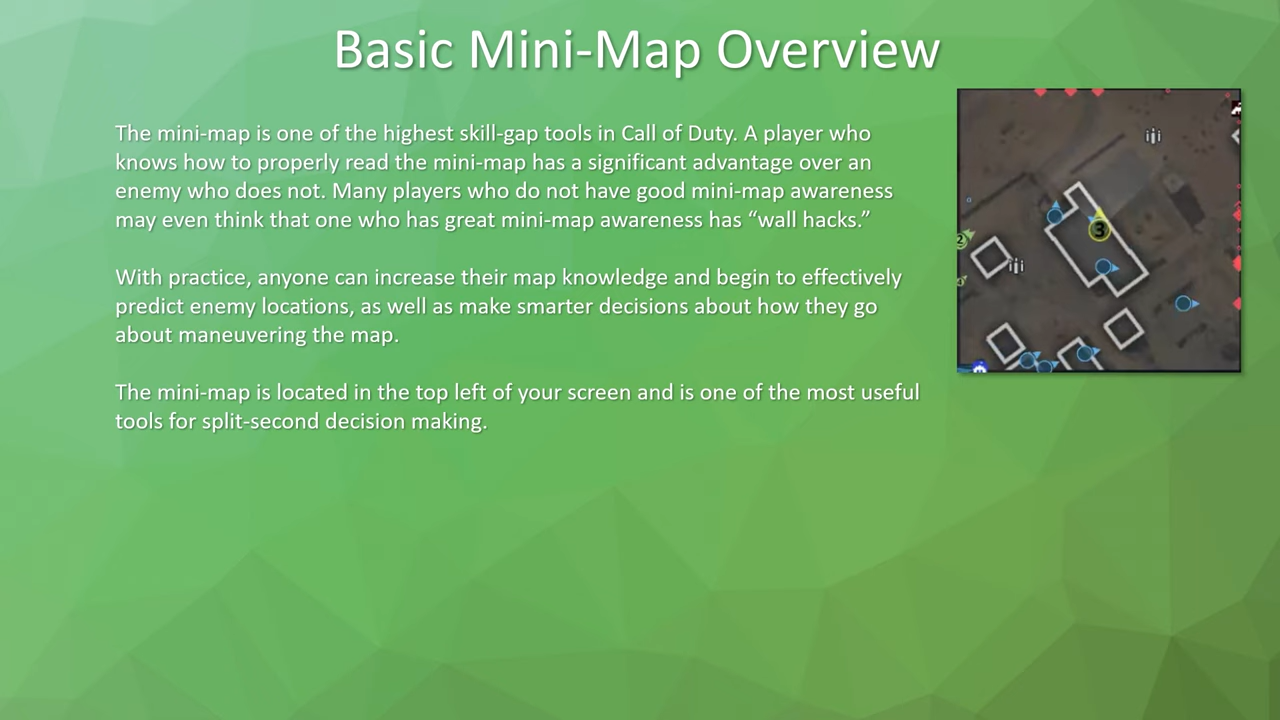 Basic Mini-Map Overview
The mini-map is one of the highest skill-gap tools in Call of Duty. A player who
knows how to properly read the mini-map has a significant advantage over an
enemy who does not. Many players who do not have good mini-map awareness
may even think that one who has great mini-map awareness has “wall hacks.”
With practice, anyone can increase their map knowledge and begin to effectively
predict enemy locations, as well as make smarter decisions about how they go
about maneuvering the map.
The mini-map is located in the top left of your screen and is one of the most useful
tools for split-second decision making.
3
2
4